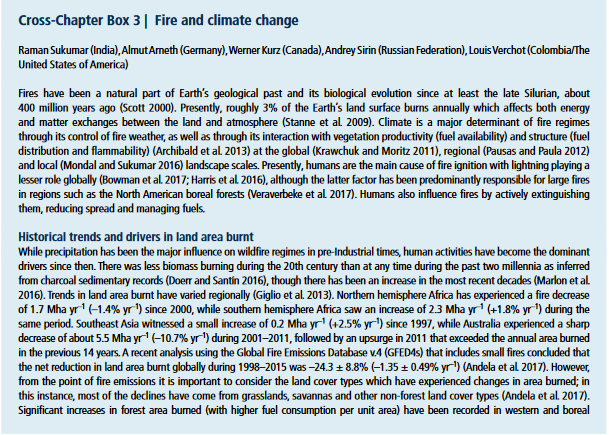 Cross-Chapter Box 3 | Fire and climate change
Raman Sukumar (India), Almut Arneth (Germany), Werner Kurz (Canada), Andrey Sirin (Russian Federation), Louis Verchot (Colombia/The
United States of America)
Fires have been a natural part of Earth's geological past and its biological evolution since at least the late Silurian, about
400 million years ago (Scott 2000). Presently, roughly 3% of the Earth's land surface burns annually which affects both energy
and matter exchanges between the land and atmosphere (Stanne et al. 2009). Climate is a major determinant of fire regimes
through its control of fire weather, as well as through its interaction with vegetation productivity (fuel availability) and structure (fuel
distribution and flammability) (Archibald et al. 2013) at the global (Krawchuk and Moritz 2011), regional (Pausas and Paula 2012)
and local (Mondal and Sukumar 2016) landscape scales. Presently, humans are the main cause of fire ignition with lightning playing a
lesser role globally (Bowman et al. 2017; Harris et al. 2016), although the latter factor has been predominantly responsible for large fires
in regions such as the North American boreal forests (Veraverbeke et al. 2017). Humans also influence fires by actively extinguishing
them, reducing spread and managing fuels.
Historical trends and drivers in land area burnt
While precipitation has been the major influence on wildfire regimes in pre-Industrial times, human activities have become the dominant
drivers since then. There was less biomass burning during the 20th century than at any time during the past two millennia as inferred
from charcoal sedimentary records (Doerr and Santín 2016), though there has been an increase in the most recent decades (Marlon et al.
2016). Trends in land area burnt have varied regionally (Giglio et al. 2013). Northern hemisphere Africa has experienced a fire decrease
of 1.7 Mha yr⁻¹ (–1.4% yr⁻¹) since 2000, while southern hemisphere Africa saw an increase of 2.3 Mha yr⁻¹ (+1.8% yr⁻¹) during the
same period. Southeast Asia witnessed a small increase of 0.2 Mha yr⁻¹ (+2.5% yr⁻¹) since 1997, while Australia experienced a sharp
decrease of about 5.5 Mha yr⁻¹ (–10.7% yr⁻¹) during 2001–2011, followed by an upsurge in 2011 that exceeded the annual area burned
in the previous 14 years. A recent analysis using the Global Fire Emissions Database v.4 (GFED4s) that includes small fires concluded that
the net reduction in land area burnt globally during 1998–2015 was –24.3 ± 8.8% (–1.35 ± 0.49% yr⁻¹) (Andela et al. 2017). However,
from the point of fire emissions it is important to consider the land cover types which have experienced changes in area burned; in
this instance, most of the declines have come from grasslands, savannas and other non-forest land cover types (Andela et al. 2017).
Significant increases in forest area burned (with higher fuel consumption per unit area) have been recorded in western and boreal